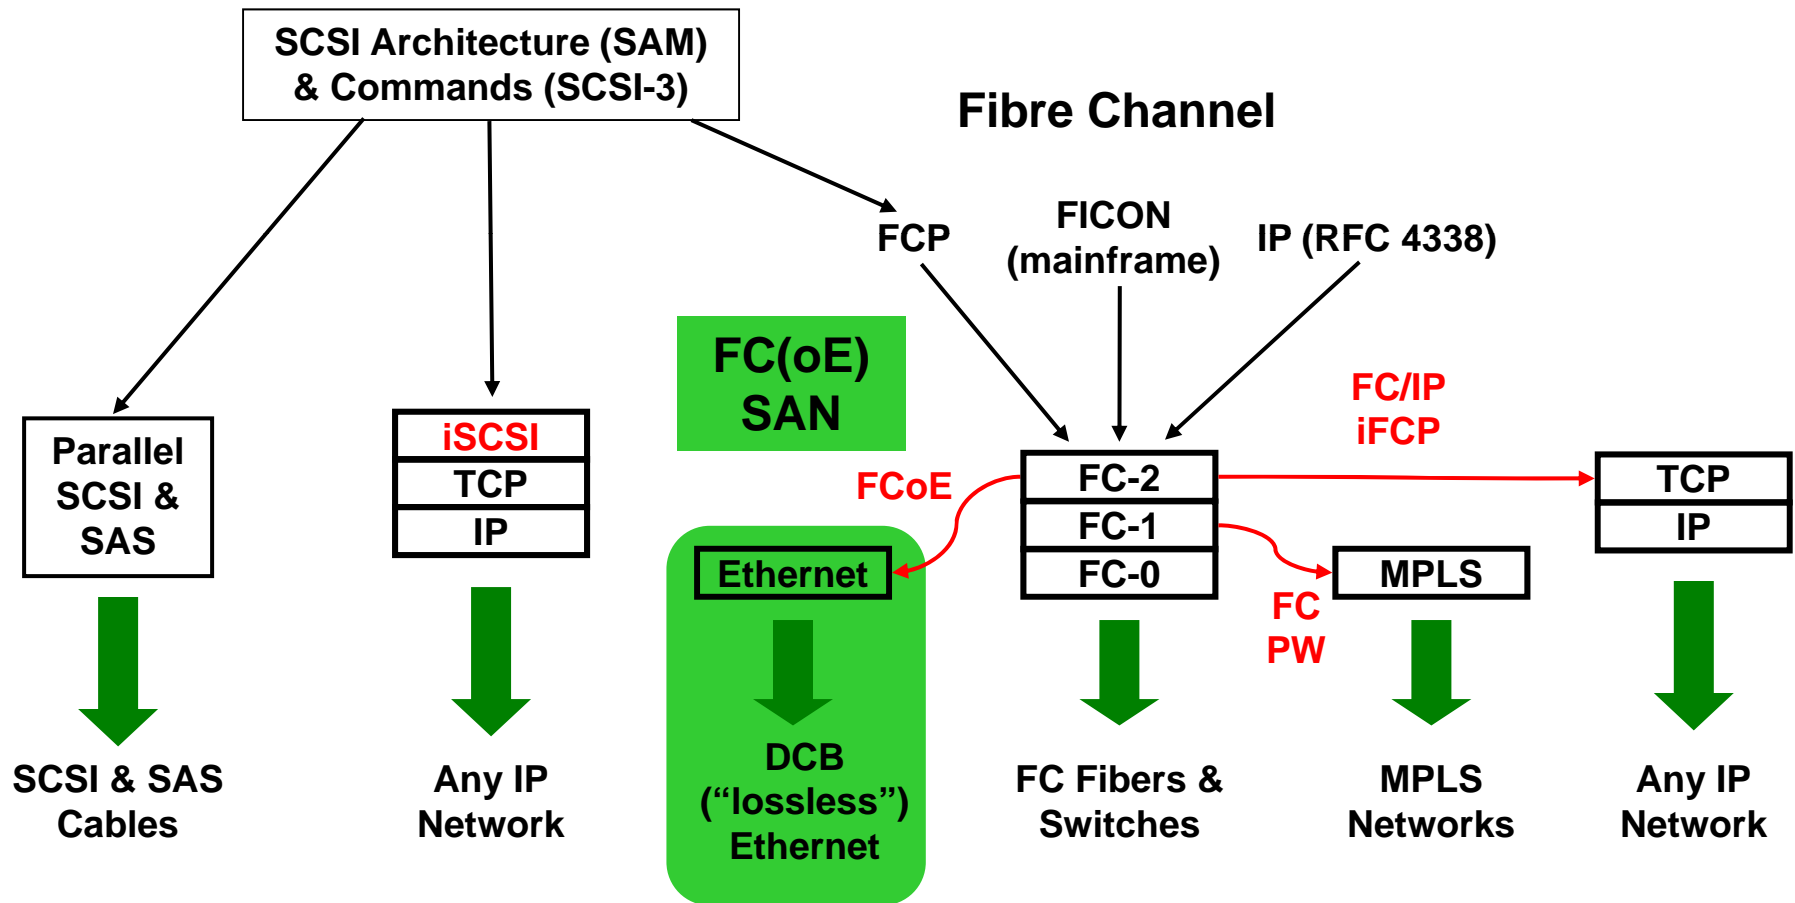 SCSI Architecture (SAM)
& Commands (SCSI-3)
Fibre Channel
FCP
FICON
(mainframe)
IP (RFC 4338)
FC(oE)
SAN
FC/IP
iFCP
Parallel
SCSI &
SAS
iSCSI
TCP
IP
FCoE
FC-2
FC-1
FC-0
TCP
IP
Ethernet
MPLS
FC
PW
SCSI & SAS
Cables
Any IP
Network
DCB
(“lossless”)
Ethernet
FC Fibers &
Switches
MPLS
Networks
Any IP
Network